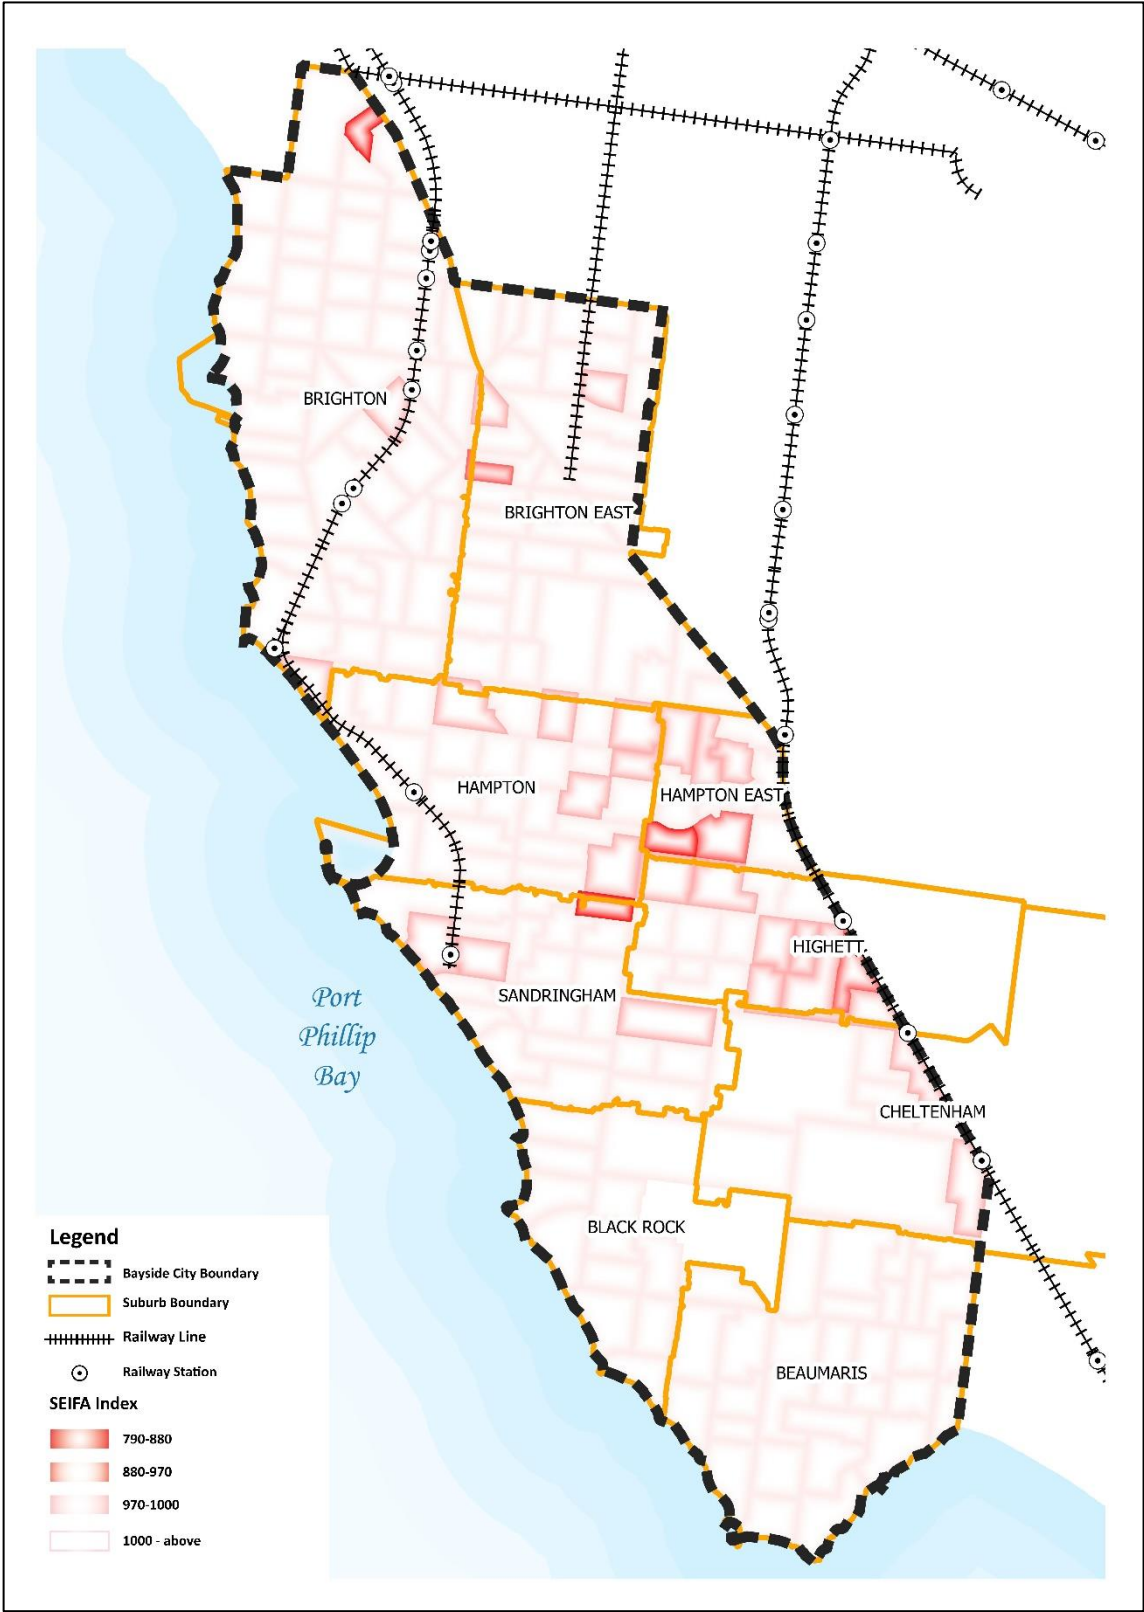 BRIGHTON
BRIGHTON EAST
HAMPTON
HAMPTON EAST
HIGHETT
SANDRINGHAM
Port
Phillip
Bay
CHELTENHAM
BLACK ROCK
BEAUMARIS
Legend
Bayside City Boundary
Suburb Boundary
Railway Line
Railway Station
SEIFA Index
790-880
880-970
970-1000
1000 - above